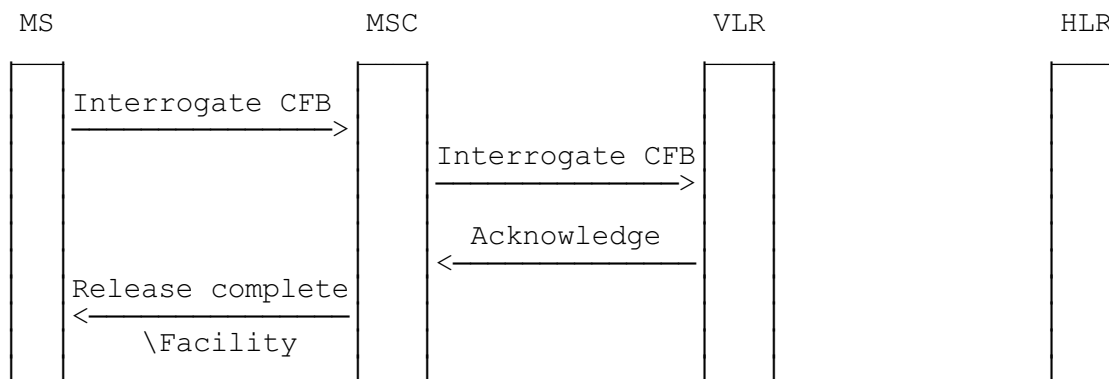 MS MSC VLR HLR
Interrogate CFB
Interrogate CFB
Acknowledge
Release complete
\Facility